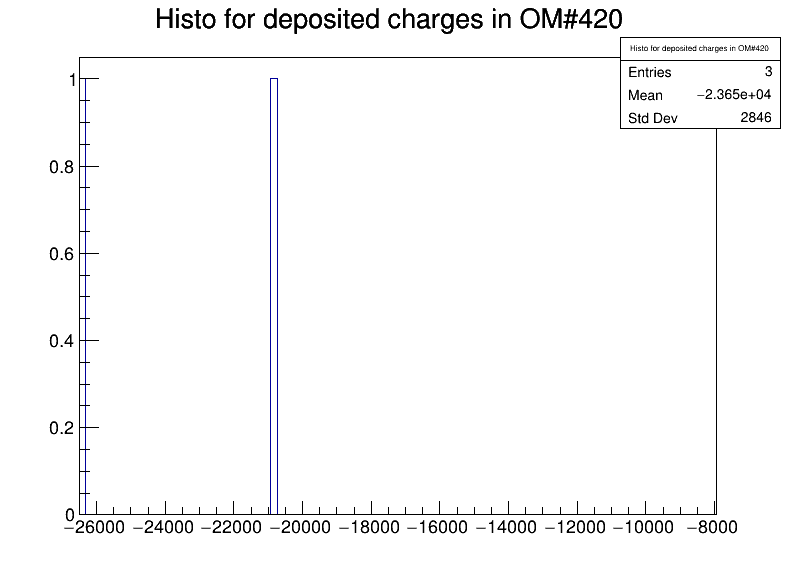 Histo for deposited charges in OM#420
Histo for deposited charges in OM#420
Entries 3
Mean −2.365e+04
Std Dev 2846
1
0.8
0.6
0.4
0.2
0
−26000 −24000 −22000 −20000 −18000 −16000 −14000 −12000 −10000 −8000